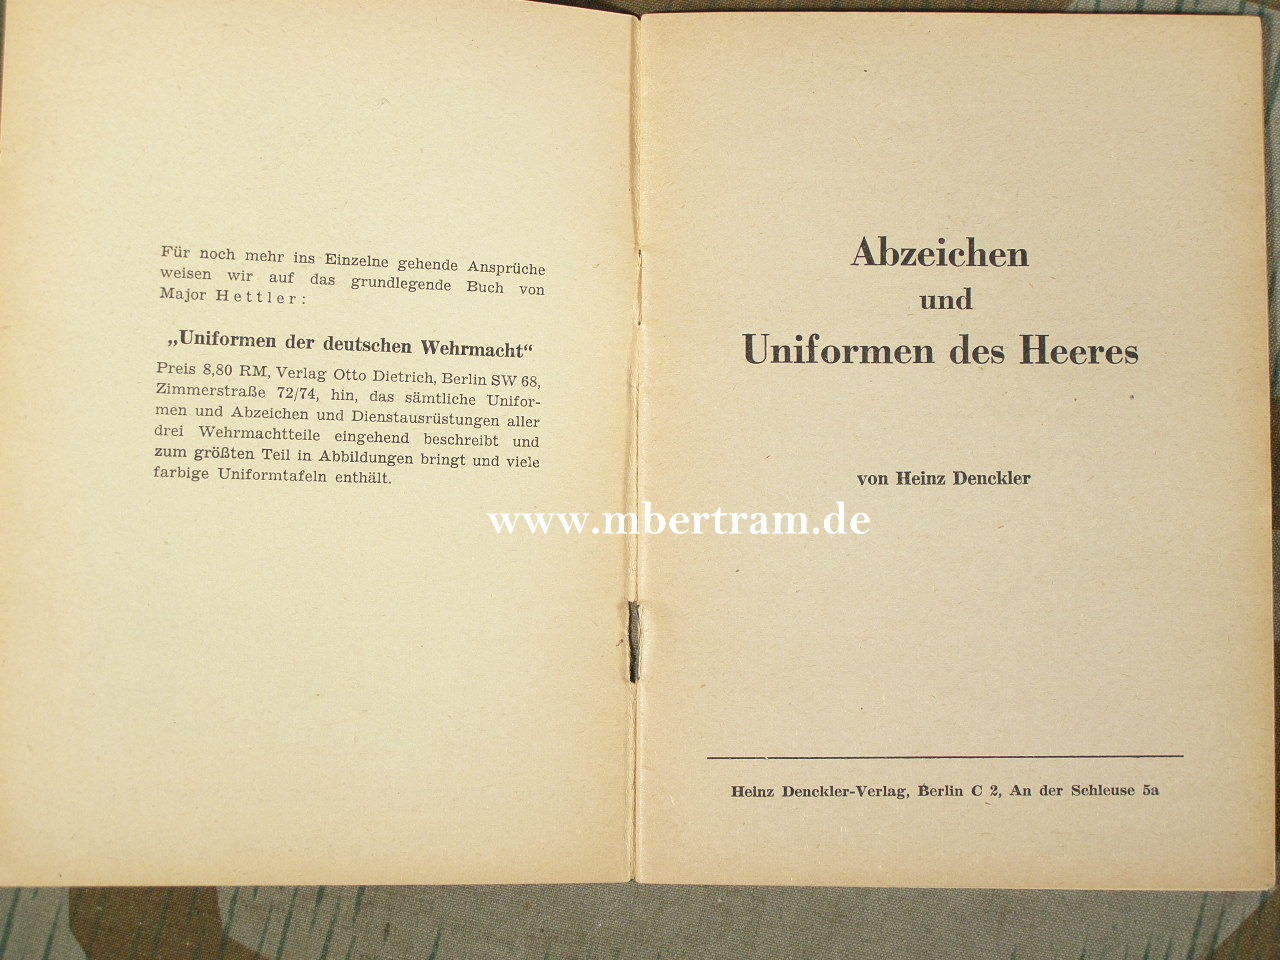 Für noch mehr ins Einzelne gehende Ansprüche
weisen wir auf das grundlegende Buch von
Major Hettler:
„Uniformen der deutschen Wehrmacht“
Preis 8,80 RM, Verlag Otto Dietrich, Berlin SW 68,
Zimmerstraße 72/74, hin, das sämtliche Unifor-
men und Abzeichen und Dienstausrüstungen aller
drei Wehrmachtteile eingehend beschreibt und
zum größten Teil in Abbildungen bringt und viele
farbige Uniformtafeln enthält.
Abzeichen
und
Uniformen des Heeres
von Heinz Denckler
www.mbertram.de
Heinz Denckler-Verlag, Berlin C 2, An der Schleuse 5a